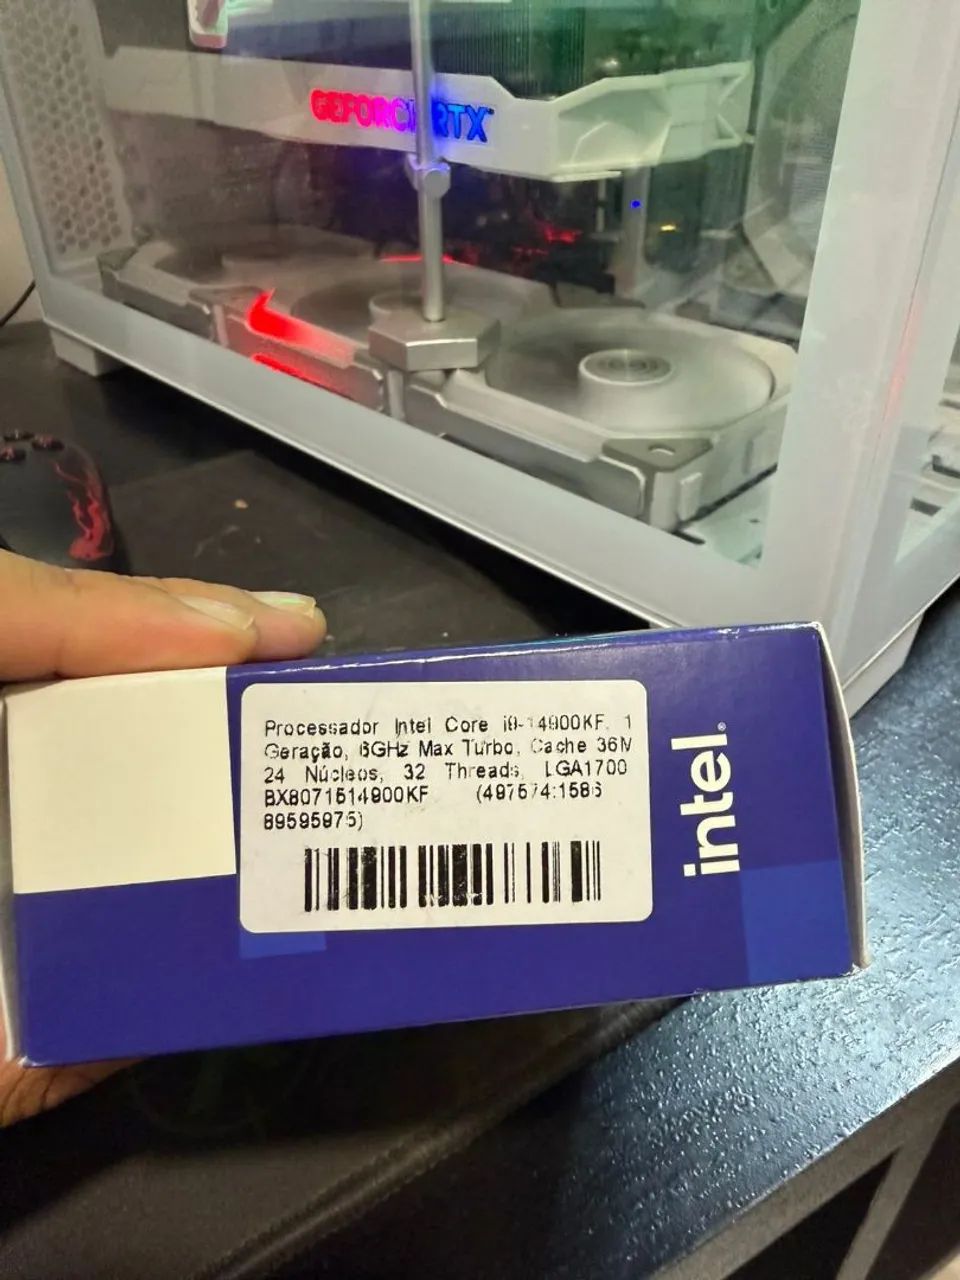 GEFORCE RTX
Processador Intel Core i9-14900KF, 1
Geração, 6GHz Max Turbo, Cache 36M
24 Núcleos, 32 Threads, LGA1700
BX8071514900KF (497574:1586
89595975)
intel